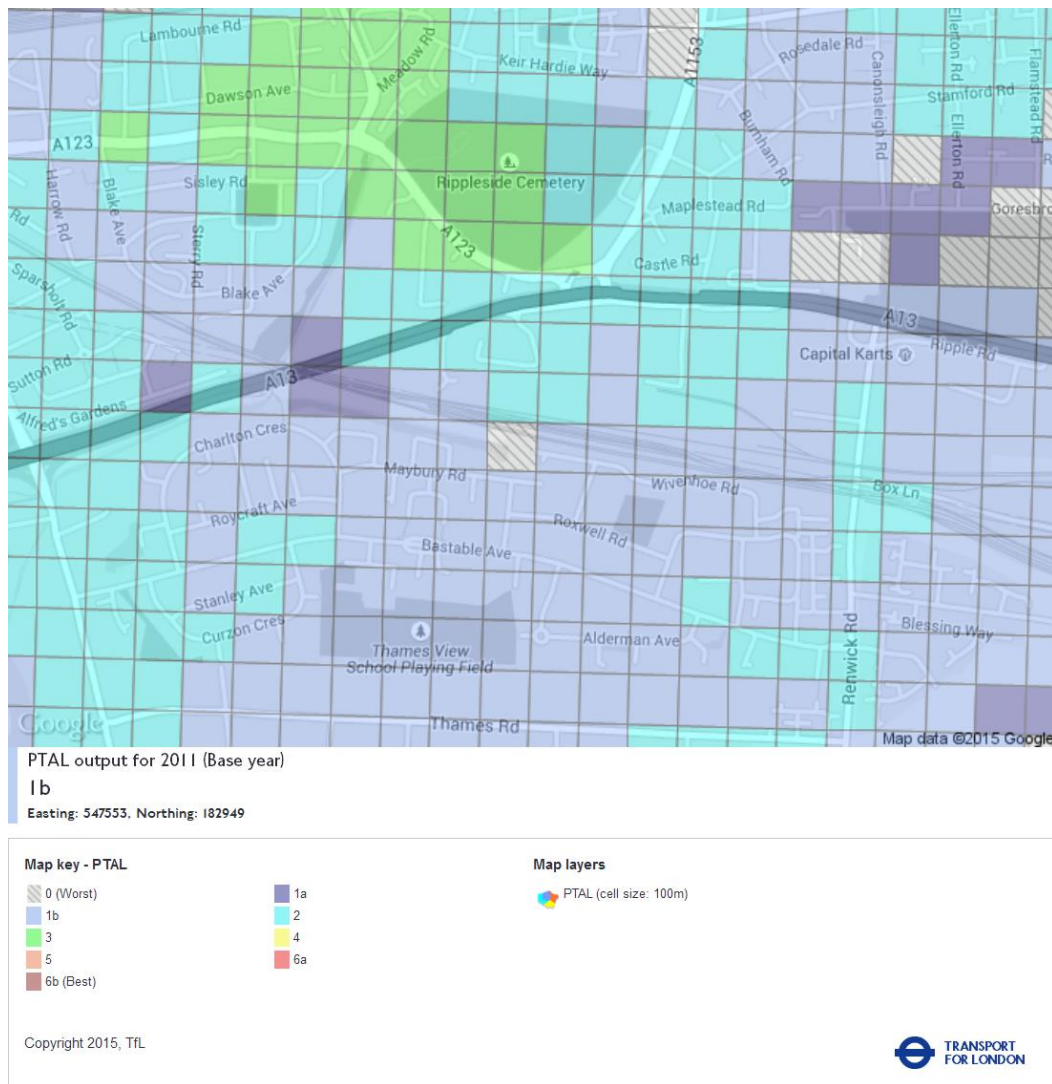 Lambourne Rd
Meadow Rd
Keir Hardie Way
A1153
Rosedale Rd
Canonsleigh Rd
Ellerton Rd
Flamstead Rd
Dawson Ave
Stamford Rd
Burnham Rd
Ellerton Rd
A123
Rippleside Cemetery
Harrow Rd
Blake Ave
Sisley Rd
Maplestead Rd
Goresbro
Rd
Sterry Rd
A123
Castle Rd
Sparsholt Rd
Blake Ave
A13
Ripple Rd
Capital Karts
Sutton Rd
A13
Alfred's Gardens
Charlton Cres
Maybury Rd
Wivenhoe Rd
Box Ln
Roycraft Ave
Roxwell Rd
Bastable Ave
Stanley Ave
Curzon Cres
Alderman Ave
Blessing Way
Thames View
School Playing Field
Renwick Rd
Google
Thames Rd
Map data ©2015 Google
PTAL output for 2011 (Base year)
1b
Easting: 547553, Northing: 182949
Map key - PTAL
Map layers
0 (Worst)
1a
PTAL (cell size: 100m)
1b
2
3
4
5
6a
6b (Best)
Copyright 2015, TfL
TRANSPORT
FOR LONDON